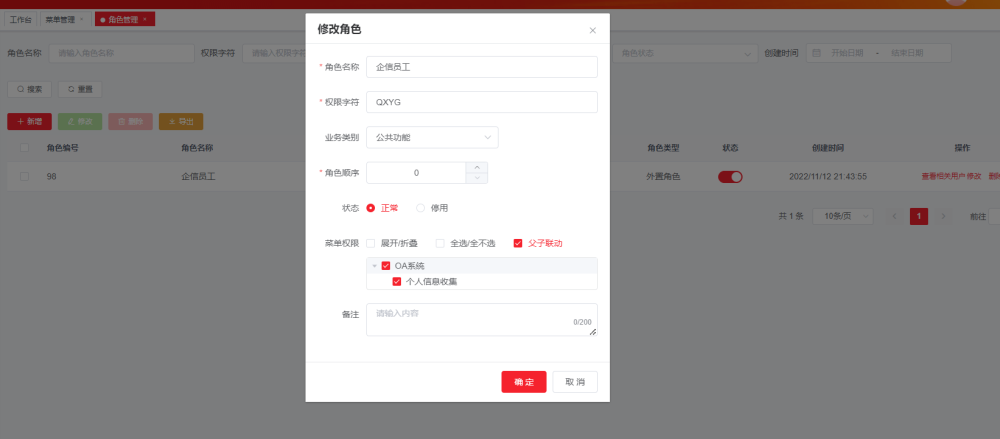 工作台 菜单管理 × 角色管理 ×
修改角色 ×
角色名称 请输入角色名称 权限字符 请输入权限字符 角色状态 创建时间 开始日期 - 结束日期
* 角色名称 企信员工
搜索 重置
* 权限字符 QXYG
+ 新增 修改 删除 导出
业务类别 公共功能
角色编号 角色名称 角色类型 状态 创建时间 操作
* 角色顺序 0
98 企信员工 外置角色 2022/11/12 21:43:55 查看相关用户 修改
状态 正常 停用
共 1 条 10条/页 < 1 > 前往
菜单权限 展开/折叠 全选/全不选 父子联动
OA系统
个人信息收集
备注 请输入内容
0/200
确 定 取 消